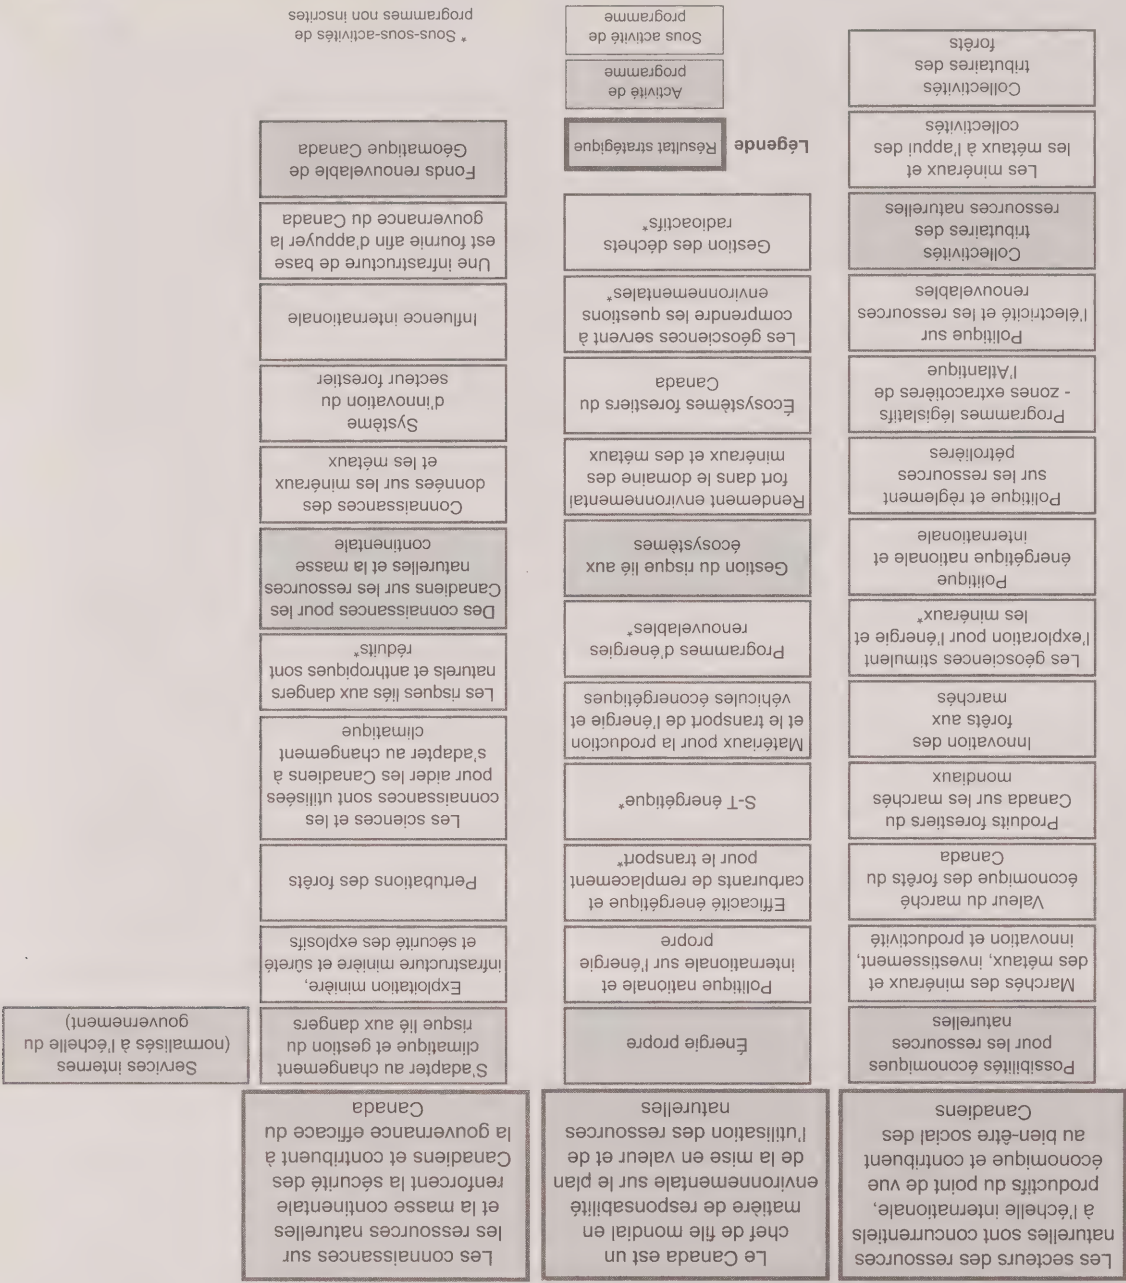 Les secteurs des ressources
naturelles sont concurrentiels
à l'échelle internationale,
productifs du point de vue
économique et contribuent
au bien-être social des
Canadiens
Possibilités économiques
pour les ressources
naturelles
Marchés des minéraux et
des métaux, investissement,
innovation et productivité
Valeur du marché
économique des forêts du
Canada
Produits forestiers du
Canada sur les marchés
mondiaux
Innovation des
forêts aux
marchés
Les géosciences stimulent
l'exploration pour l'énergie et
les minéraux*
Politique
énergétique nationale et
internationale
Politique et règlement
sur les ressources
pétrolières
Programmes législatifs
- zones extracotières de
l'Atlantique
Politique sur
l'électricité et les ressources
renouvelables
Collectivités
tributaires des
ressources naturelles
Les minéraux et
les métaux à l'appui des
collectivités
Collectivités
tributaires des
forêts
Le Canada est un
chef de file mondial en
matière de responsabilité
environnementale sur le plan
de la mise en valeur et de
l'utilisation des ressources
naturelles
Énergie propre
Politique nationale et
internationale sur l'énergie
propre
Efficacité énergétique et
carburants de remplacement
pour le transport*
S-T énergétique*
Matériaux pour la production
et le transport de l'énergie et
véhicules éconergétiques
Programmes d'énergies
renouvelables*
Gestion du risque lié aux
écosystèmes
Rendement environnemental
fort dans le domaine des
minéraux et des métaux
Écosystèmes forestiers du
Canada
Les géosciences servent à
comprendre les questions
environnementales*
Gestion des déchets
radioactifs*
Les connaissances sur
les ressources naturelles
et la masse continentale
renforcent la sécurité des
Canadiens et contribuent à
la gouvernance efficace du
Canada
S'adapter au changement
climatique et gestion du
risque lié aux dangers
Exploitation minière,
infrastructure minière et sûreté
et sécurité des explosifs
Pertubations des forêts
Les sciences et les
connaissances sont utilisées
pour aider les Canadiens à
s'adapter au changement
climatique
Les risques liés aux dangers
naturels et anthropiques sont
réduits*
Des connaissances pour les
Canadiens sur les ressources
naturelles et la masse
continentale
Connaissances des
données sur les minéraux
et les métaux
Système
d'innovation du
secteur forestier
Influence internationale
Une infrastructure de base
est fournie afin d'appuyer la
gouvernance du Canada
Fonds renouvelable de
Géomatique Canada
Services internes
(normalisés à l'échelle du
gouvernement)
Légende
Résultat stratégique
Activité de
programme
Sous activité de
programme
* Sous-sous-activités de
programmes non inscrites